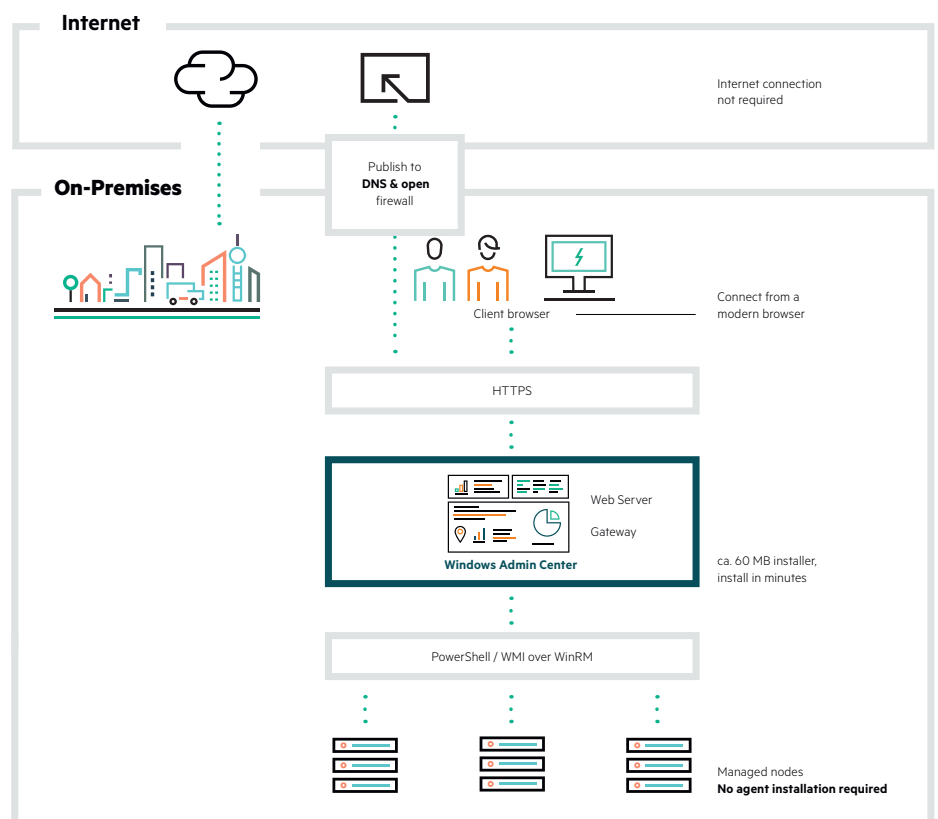 Internet
Internet connection
not required
Publish to
DNS & open
firewall
On-Premises
Client browser
Connect from a
modern browser
HTTPS
Web Server
Gateway
Windows Admin Center
ca. 60 MB installer,
install in minutes
PowerShell / WMI over WinRM
Managed nodes
No agent installation required